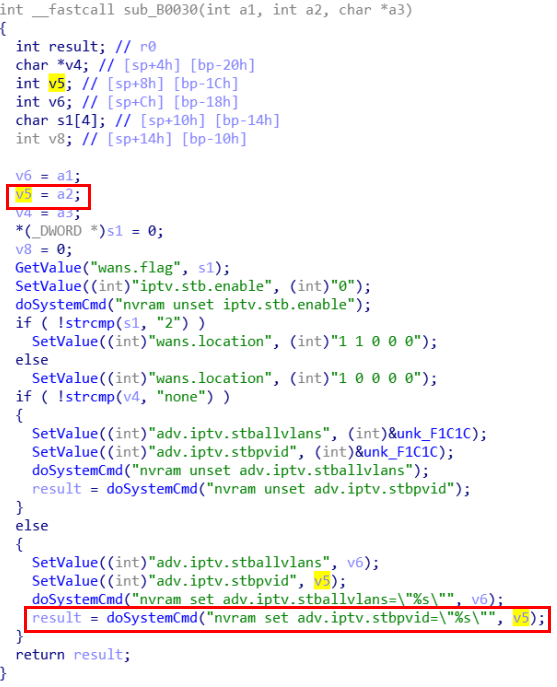 int __fastcall sub_B0030(int a1, int a2, char *a3)
{
  int result; // r0
  char *v4; // [sp+4h] [bp-20h]
  int v5; // [sp+8h] [bp-1Ch]
  int v6; // [sp+Ch] [bp-18h]
  char s1[4]; // [sp+10h] [bp-14h]
  int v8; // [sp+14h] [bp-10h]

  v6 = a1;
  v5 = a2;
  v4 = a3;
  *(_DWORD *)s1 = 0;
  v8 = 0;
  GetValue("wans.flag", s1);
  SetValue((int)"iptv.stb.enable", (int)"0");
  doSystemCmd("nvram unset iptv.stb.enable");
  if ( !strcmp(s1, "2") )
    SetValue((int)"wans.location", (int)"1 1 0 0 0");
  else
    SetValue((int)"wans.location", (int)"1 0 0 0 0");
  if ( !strcmp(v4, "none") )
  {
    SetValue((int)"adv.iptv.stballvlans", (int)&unk_F1C1C);
    SetValue((int)"adv.iptv.stbpvid", (int)&unk_F1C1C);
    doSystemCmd("nvram unset adv.iptv.stballvlans");
    result = doSystemCmd("nvram unset adv.iptv.stbpvid");
  }
  else
  {
    SetValue((int)"adv.iptv.stballvlans", v6);
    SetValue((int)"adv.iptv.stbpvid", v5);
    doSystemCmd("nvram set adv.iptv.stballvlans=\"%s\"", v6);
    result = doSystemCmd("nvram set adv.iptv.stbpvid=\"%s\"", v5);
  }
  return result;
}